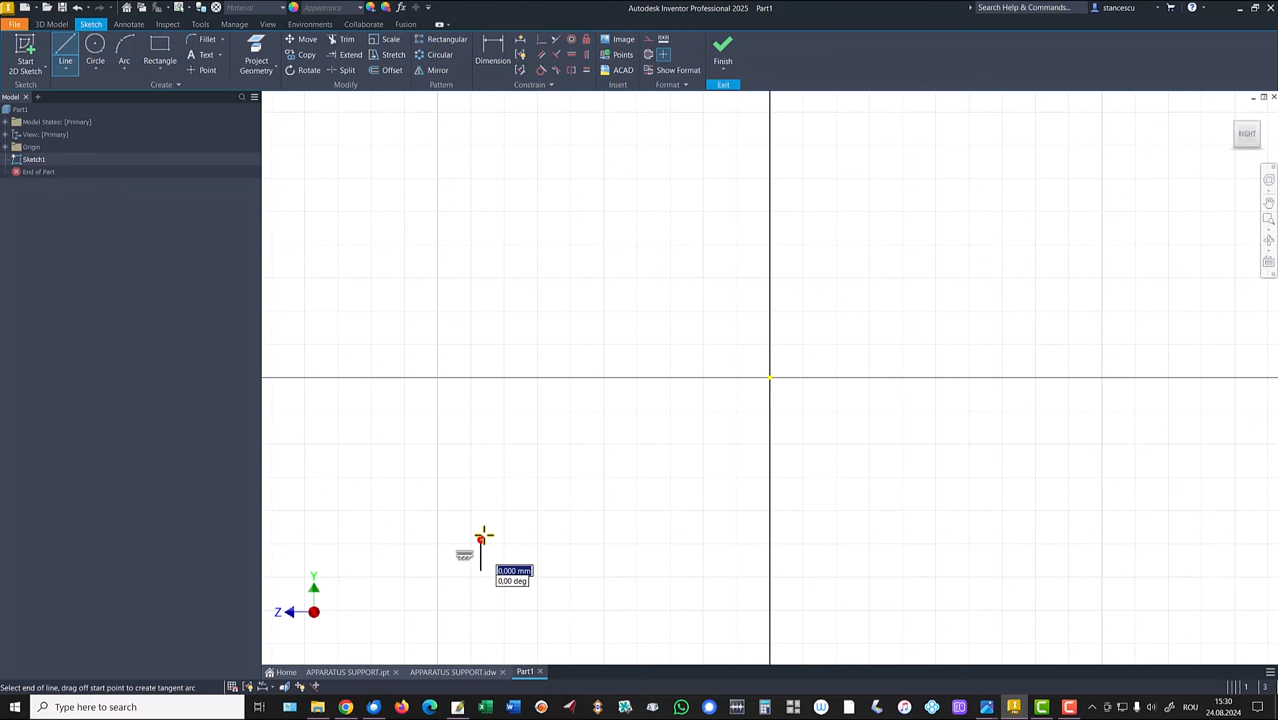 Material
Appearance
Autodesk Inventor Professional 2025 Part1
Search Help & Commands...
stancescu
File
3D Model
Sketch
Annotate
Inspect
Tools
Manage
View
Environments
Collaborate
Fusion
Start
2D Sketch
Line
Circle
Arc
Rectangle
Fillet
Text
Point
Project
Geometry
Move
Copy
Rotate
Trim
Extend
Split
Scale
Stretch
Offset
Rectangular
Circular
Mirror
Dimension
Image
Points
ACAD
Show Format
Finish
Sketch
Create
Modify
Pattern
Constrain
Insert
Format
Exit
Model
Part1
Model States: [Primary]
View: [Primary]
Origin
Sketch1
End of Part
RIGHT
0,000 mm
0,00 deg
Y
Z
Home
APPARATUS SUPPORT.ipt
APPARATUS SUPPORT.idw
Part1
Select end of line, drag off start point to create tangent arc
1
3
Type here to search
ROU
15:30
24.08.2024